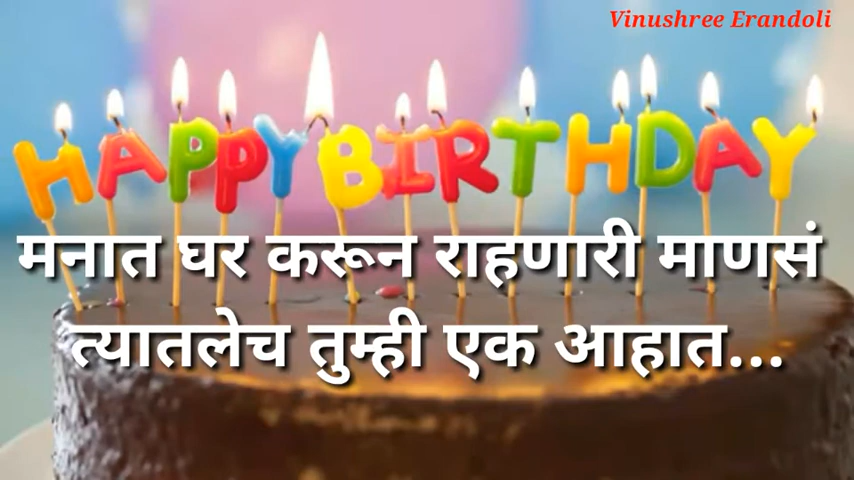 Vinushree Erandoli
HAPPY BIRTHDAY
मनात घर करून राहणारी माणसं
त्यातलेच तुम्ही एक आहात...